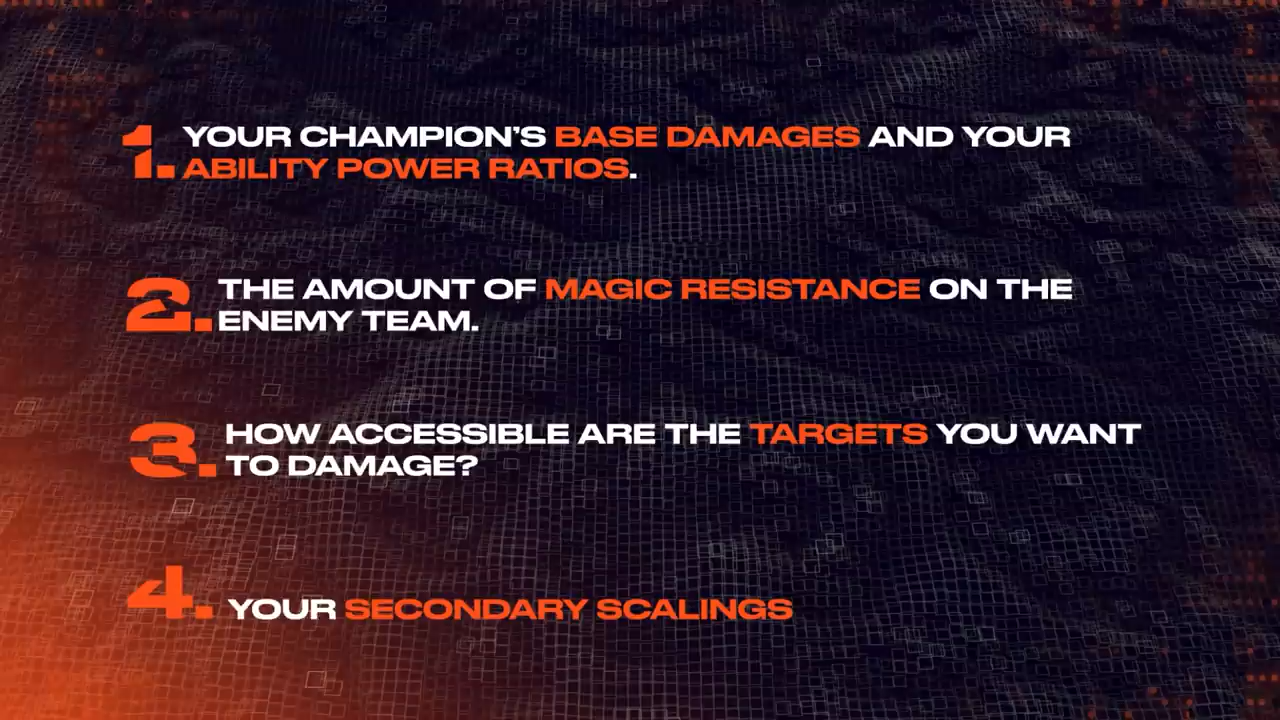 1. YOUR CHAMPION'S BASE DAMAGES AND YOUR
ABILITY POWER RATIOS.
2. THE AMOUNT OF MAGIC RESISTANCE ON THE
ENEMY TEAM.
3. HOW ACCESSIBLE ARE THE TARGETS YOU WANT
TO DAMAGE?
4. YOUR SECONDARY SCALINGS